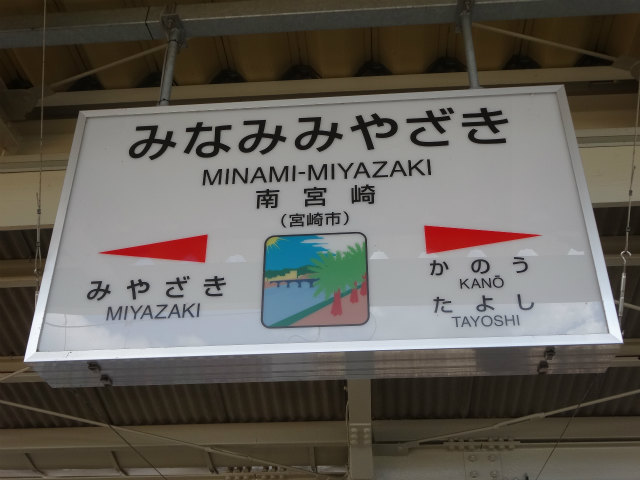 みなみみやざき
MINAMI-MIYAZAKI
南宮崎
(宮崎市)
みやざき
MIYAZAKI
かのう
KANŌ
たよし
TAYOSHI